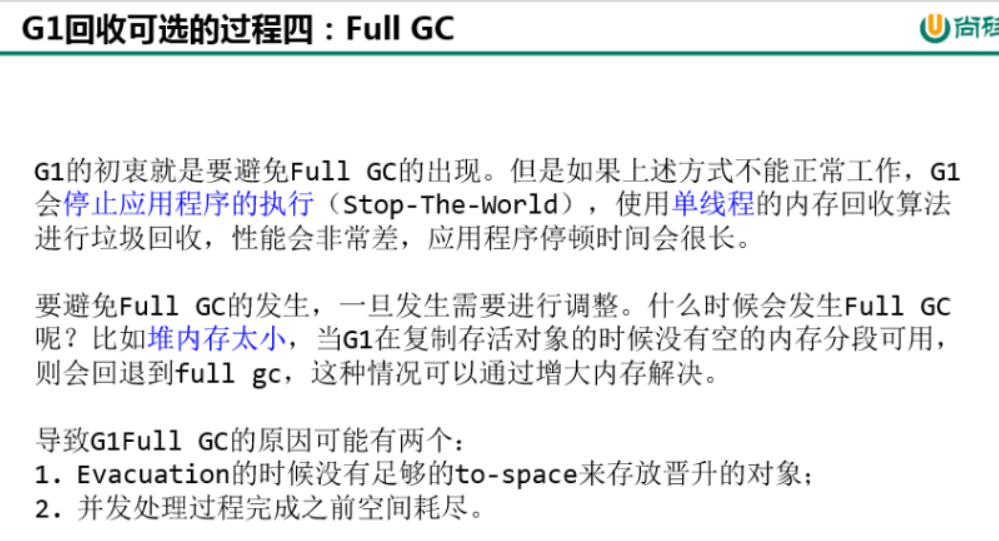 G1回收可选的过程四：Full GC
尚硅
G1的初衷就是要避免Full GC的出现。但是如果上述方式不能正常工作，G1
会停止应用程序的执行（Stop-The-World），使用单线程的内存回收算法
进行垃圾回收，性能会非常差，应用程序停顿时间会很长。
要避免Full GC的发生，一旦发生需要进行调整。什么时候会发生Full GC
呢？比如堆内存太小，当G1在复制存活对象的时候没有空的内存分段可用，
则会回退到full gc，这种情况可以通过增大内存解决。
导致G1Full GC的原因可能有两个：
1. Evacuation的时候没有足够的to-space来存放晋升的对象；
2. 并发处理过程完成之前空间耗尽。